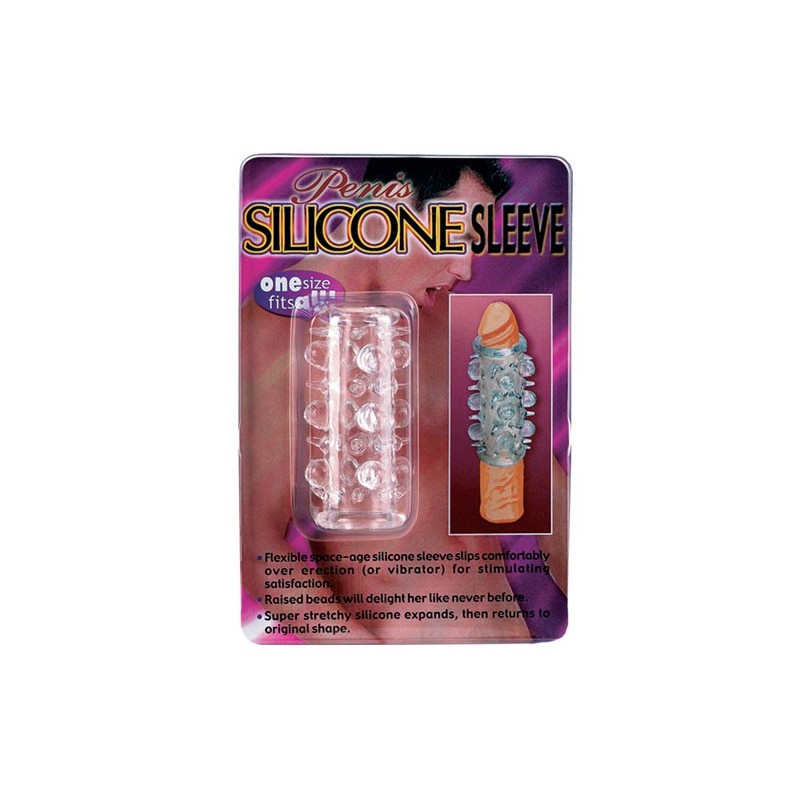 Penis
SILICONE SLEEVE
one size
fits all!!
• Flexible space-age silicone sleeve slips comfortably
over erection (or vibrator) for stimulating
satisfaction.
• Raised beads will delight her like never before.
• Super stretchy silicone expands, then returns to
original shape.